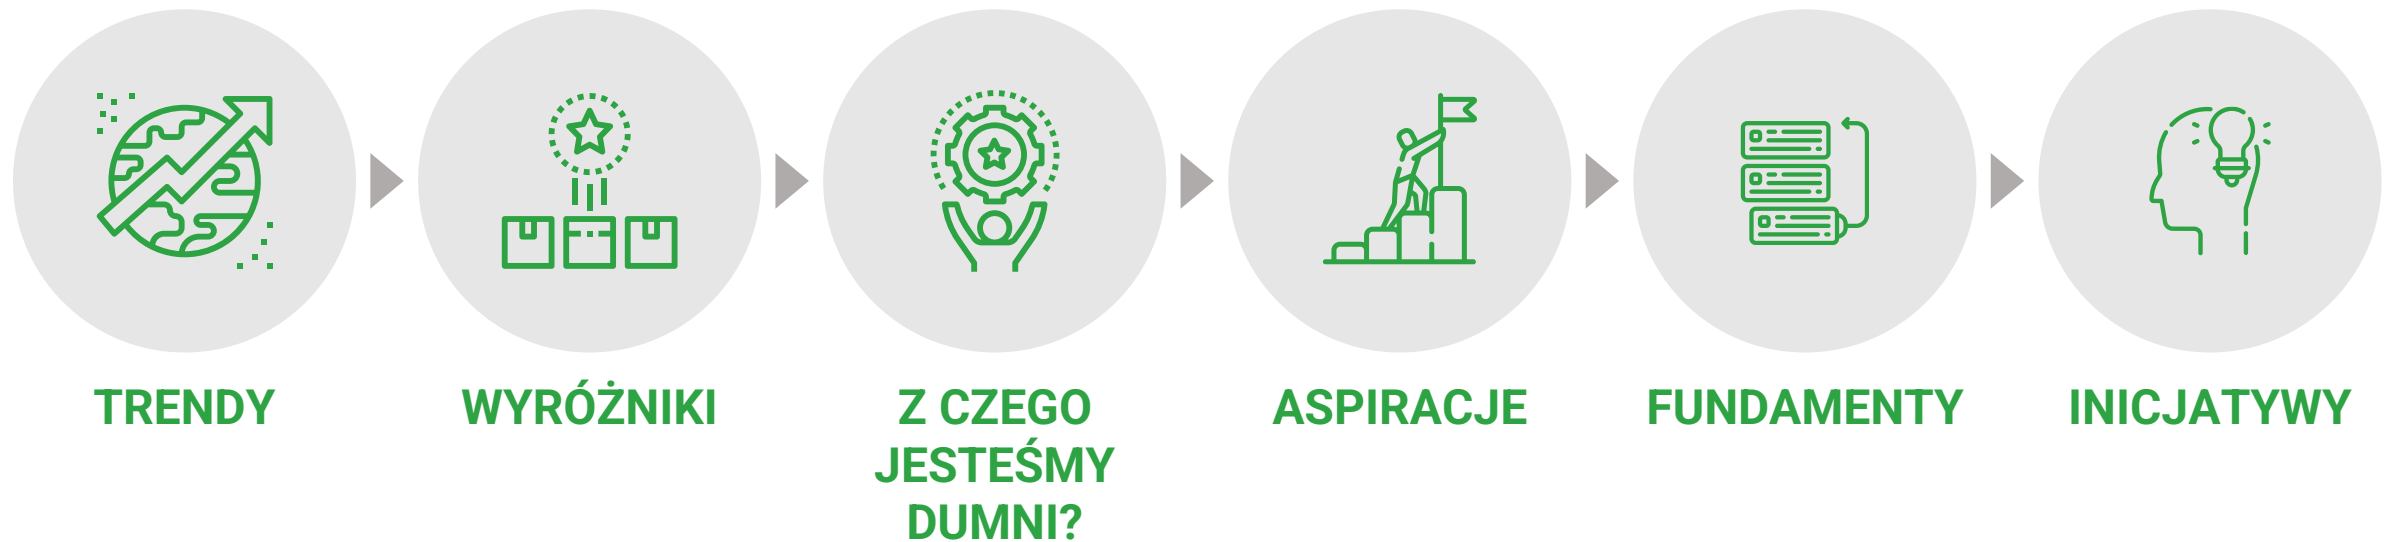 TRENDY
WYRÓŻNIKI
Z CZEGO
JESTEŚMY
DUMNI?
ASPIRACJE
FUNDAMENTY
INICJATYWY